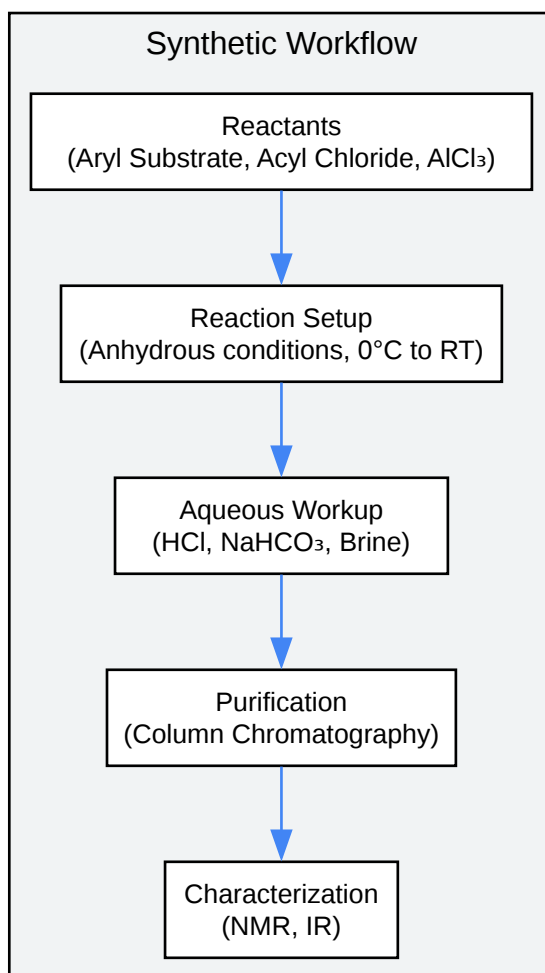 Synthetic Workflow
Reactants
(Aryl Substrate, Acyl Chloride, AlCl₃)
Reaction Setup
(Anhydrous conditions, 0°C to RT)
Aqueous Workup
(HCl, NaHCO₃, Brine)
Purification
(Column Chromatography)
Characterization
(NMR, IR)